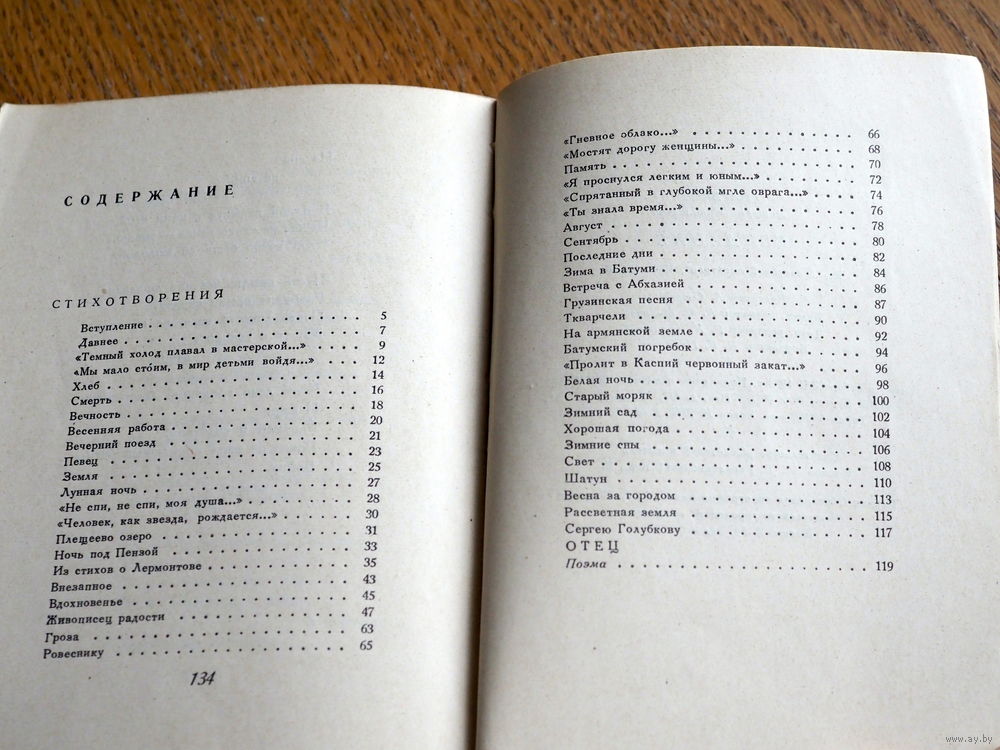 СОДЕРЖАНИЕ
СТИХОТВОРЕНИЯ
Вступление . . . . . . . . . . . . . . . . 5
Давнее . . . . . . . . . . . . . . . . 7
«Темный холод плавал в мастерской...» . . . . 9
«Мы мало сто́им, в мир детьми войдя...» . . . . 12
Хлеб . . . . . . . . . . . . . . . . 14
Смерть . . . . . . . . . . . . . . . . 16
Вечность . . . . . . . . . . . . . . . . 18
Весенняя работа . . . . . . . . . . . . . 20
Вечерний поезд . . . . . . . . . . . . . 21
Певец . . . . . . . . . . . . . . . . 23
Земля . . . . . . . . . . . . . . . . 25
Лунная ночь . . . . . . . . . . . . . . 27
«Не спи, не спи, моя душа...» . . . . . . . 28
«Человек, как звезда, рождается...» . . . . . 30
Плещеево озеро . . . . . . . . . . . . . 31
Ночь под Пензой . . . . . . . . . . . . . 33
Из стихов о Лермонтове . . . . . . . . . . 35
Внезапное . . . . . . . . . . . . . . . 43
Вдохновенье . . . . . . . . . . . . . . 45
Живописец радости . . . . . . . . . . . . 47
Гроза . . . . . . . . . . . . . . . . 63
Ровеснику . . . . . . . . . . . . . . . 65
134
«Гневное облако...» . . . . . . . . . . . 66
«Мостят дорогу женщины...» . . . . . . . . 68
Память . . . . . . . . . . . . . . . . 70
«Я проснулся легким и юным...» . . . . . . 72
«Спрятанный в глубокой мгле оврага...» . . . . 74
«Ты знала время...» . . . . . . . . . . . 76
Август . . . . . . . . . . . . . . . . 78
Сентябрь . . . . . . . . . . . . . . . 80
Последние дни . . . . . . . . . . . . . 82
Зима в Батуми . . . . . . . . . . . . . 84
Встреча с Абхазией . . . . . . . . . . . 86
Грузинская песня . . . . . . . . . . . . 87
Ткварчели . . . . . . . . . . . . . . . 90
На армянской земле . . . . . . . . . . . 92
Батумский погребок . . . . . . . . . . . 94
«Пролит в Каспий червонный закат...» . . . . 96
Белая ночь . . . . . . . . . . . . . . 98
Старый моряк . . . . . . . . . . . . . 100
Зимний сад . . . . . . . . . . . . . . 102
Хорошая погода . . . . . . . . . . . . . 104
Зимние сны . . . . . . . . . . . . . . 106
Свет . . . . . . . . . . . . . . . . 108
Шатун . . . . . . . . . . . . . . . . 110
Весна за городом . . . . . . . . . . . . 113
Рассветная земля . . . . . . . . . . . . 115
Сергею Голубкову . . . . . . . . . . . . 117
ОТЕЦ
Поэма . . . . . . . . . . . . . . . . 119
www.ay.by